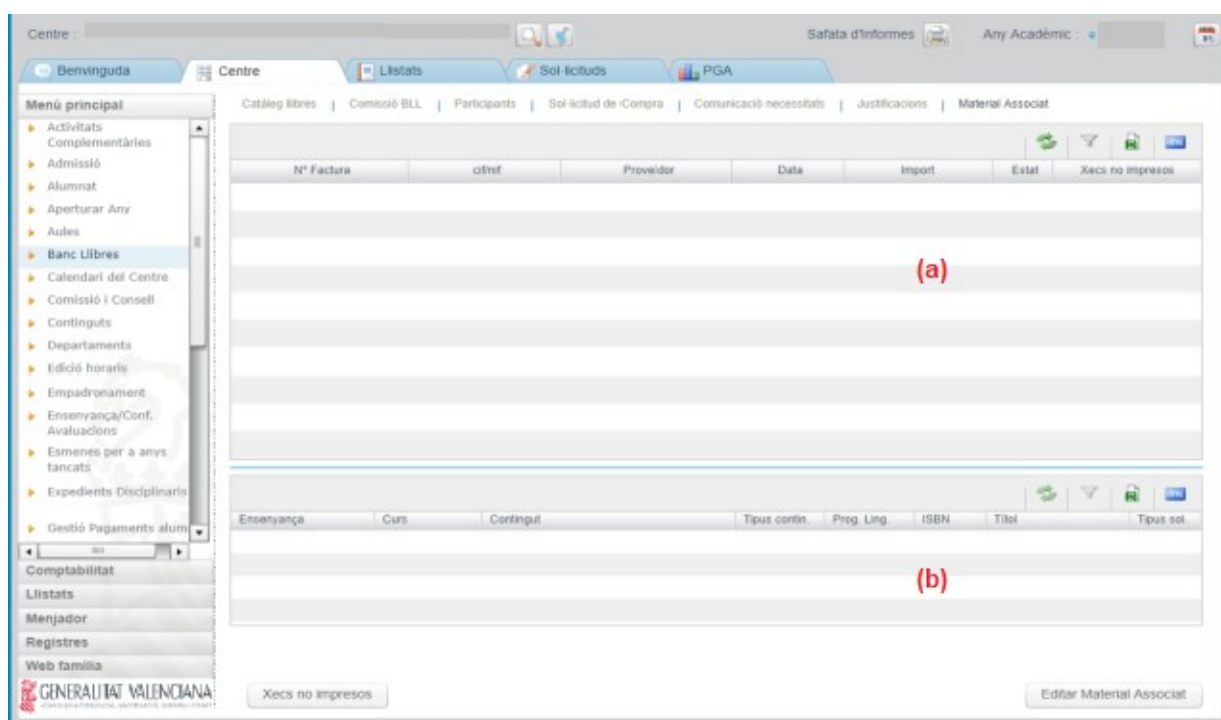 Centre :
Safata d'Informes
Any Acadèmic :
Benvinguda
Centre
Llistats
Sol·licituds
PGA
Menú principal
Catàleg llibres | Comissió BLL | Participants | Sol·licitud de Compra | Comunicació necessitats | Justificacions | Material Associat
Activitats
Complementàries
Admissió
Alumnat
Aperturar Any
Aules
Banc Llibres
Calendari del Centre
Comissió i Consell
Continguts
Departaments
Edició horaris
Empadronament
Ensenyança/Conf.
Avaluacions
Esmenes per a anys
tancats
Expedients Disciplinaris
Gestió Pagaments alum
Comptabilitat
Llistats
Menjador
Registres
Web família
GENERALITAT VALENCIANA
Nº Factura cif/nif Proveïdor Data Import Estat Xecs no impresos
(a)
Ensenyança Curs Contingut Tipus contin. Prog. Ling. ISBN Títol Tipus sol.
(b)
Xecs no impresos
Editar Material Associat